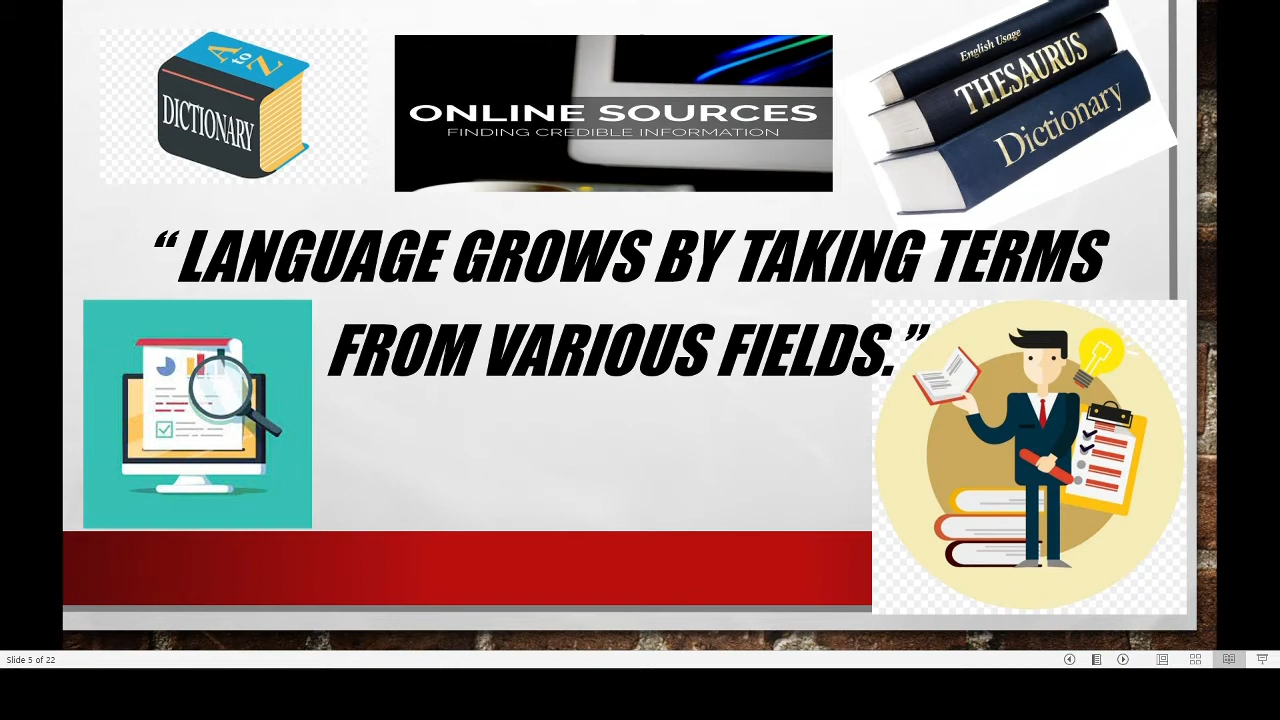 A to Z
DICTIONARY
ONLINE SOURCES
FINDING CREDIBLE INFORMATION
English Usage
THESAURUS
Dictionary
“ LANGUAGE GROWS BY TAKING TERMS
FROM VARIOUS FIELDS.”
Slide 5 of 22